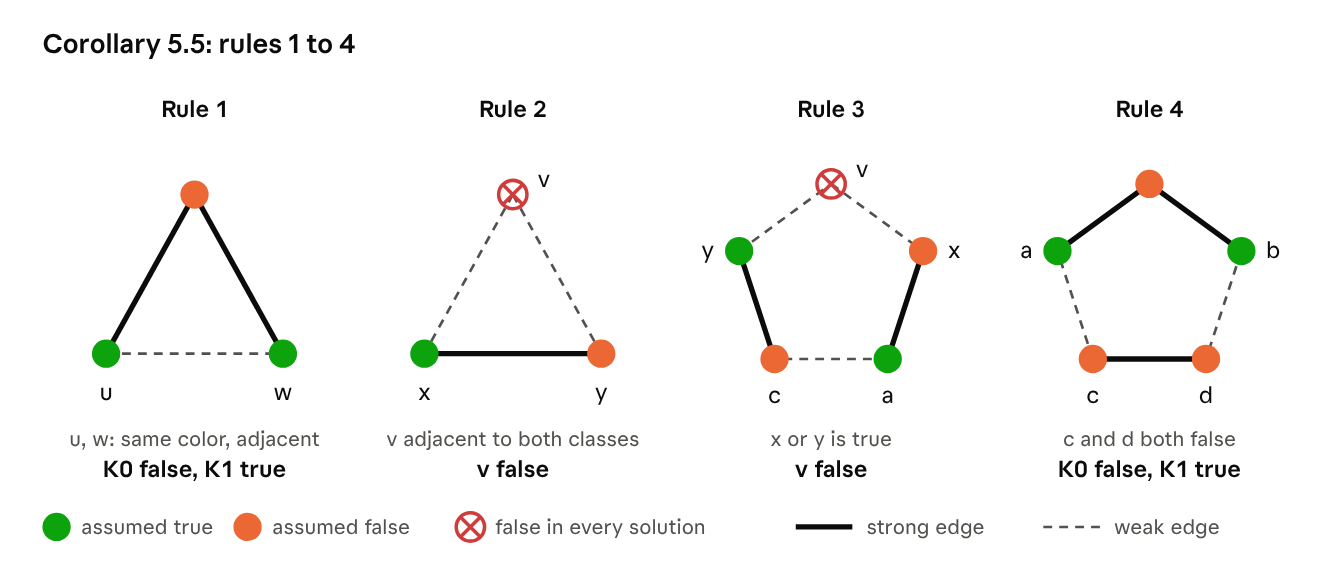 Corollary 5.5: rules 1 to 4
Rule 1
Rule 2
Rule 3
Rule 4
v
v
y
x
a
b
u
w
x
y
c
a
c
d
u, w: same color, adjacent
K0 false, K1 true
v adjacent to both classes
v false
x or y is true
v false
c and d both false
K0 false, K1 true
assumed true
assumed false
false in every solution
strong edge
weak edge